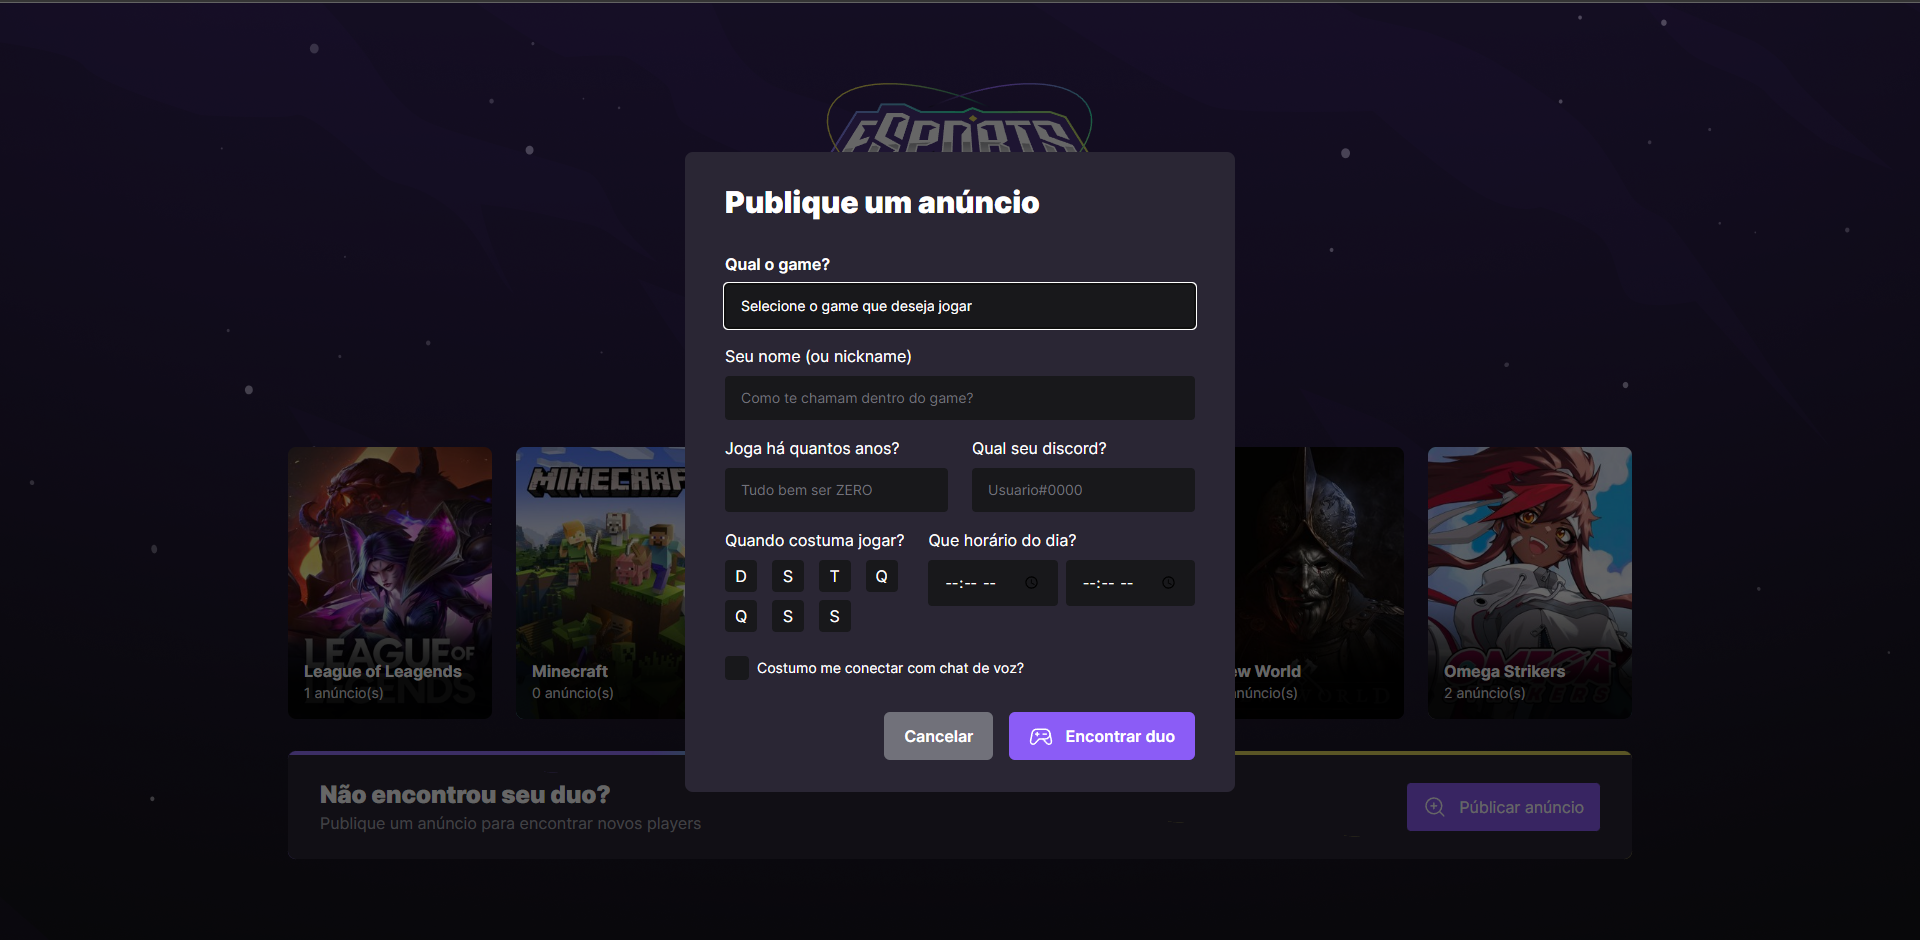 ESPORTS
Publique um anúncio
Qual o game?
Selecione o game que deseja jogar
Seu nome (ou nickname)
Como te chamam dentro do game?
Joga há quantos anos? Qual seu discord?
Tudo bem ser ZERO Usuario#0000
Quando costuma jogar? Que horário do dia?
D S T Q --:-- -- --:-- --
Q S S
Costumo me conectar com chat de voz?
Cancelar Encontrar duo
MINECRAF
LEAGUE OF
LEGENDS
League of Leagends
1 anúncio(s)
Minecraft
0 anúncio(s)
ew World
anúncio(s)
OMEGA
Omega Strikers
2 anúncio(s)
Não encontrou seu duo?
Publique um anúncio para encontrar novos players
Públicar anúncio